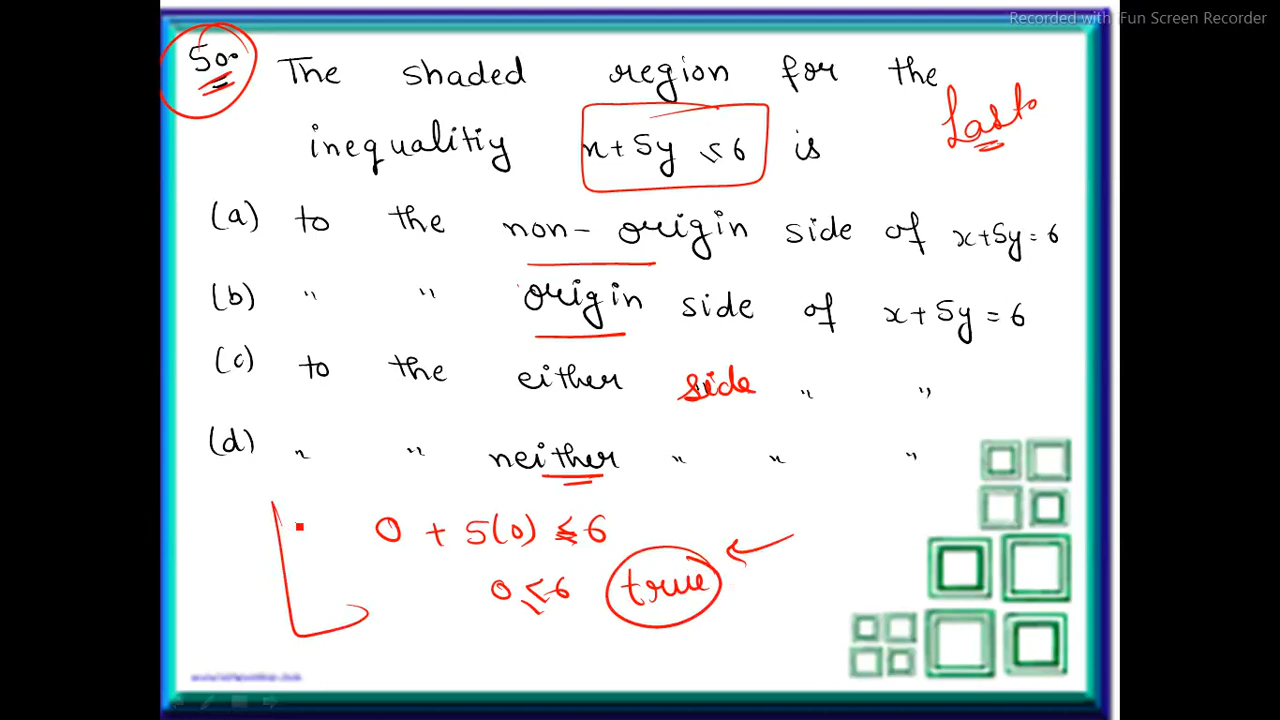 Recorded with Fun Screen Recorder
50. The shaded region for the
Last.
inequalitiy x+5y ≤ 6 is
(a) to the non-origin side of x+5y=6
(b) " " origin side of x+5y=6
(c) to the either side " "
(d) " " neither " " "
0 + 5(0) ≤ 6
0 ≤ 6 true